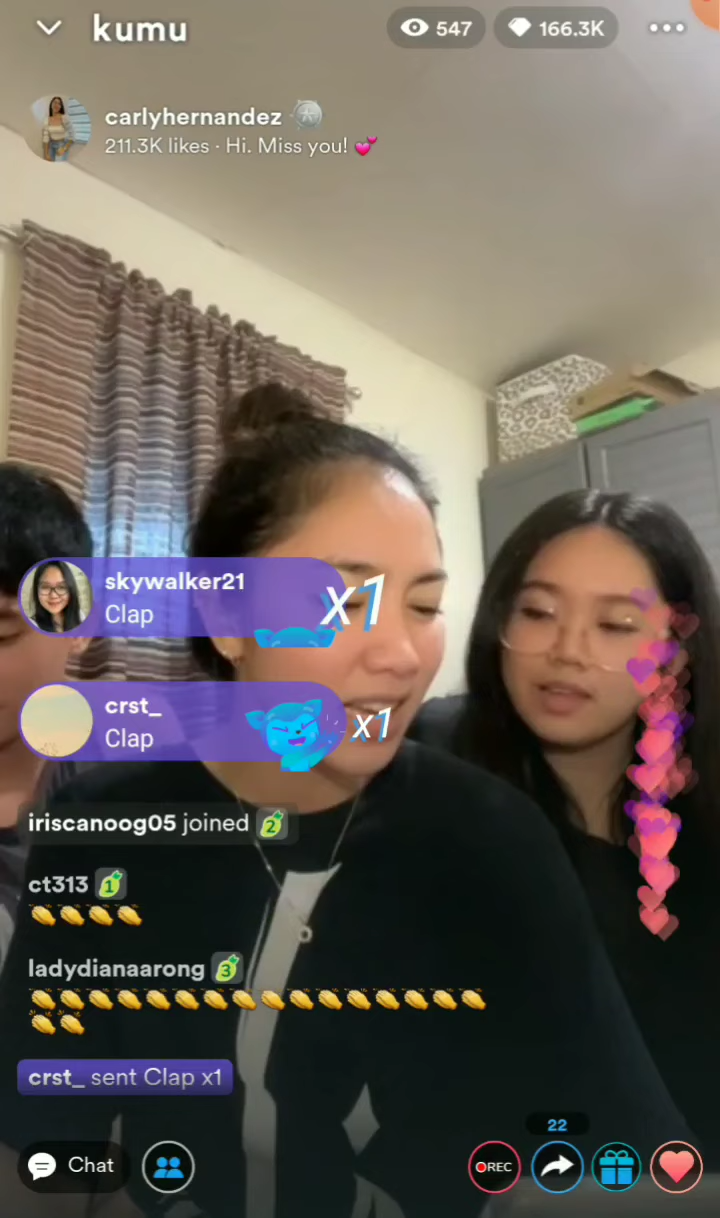 kumu
547
166.3K
carlyhernandez
211.3K likes · Hi. Miss you! 💕
skywalker21
Clap
x1
crst_
Clap
x1
iriscanoog05 joined 2
ct313 1
👏👏👏👏
ladydianaarong 3
👏👏👏👏👏👏👏👏👏👏👏👏👏👏👏👏
👏👏
crst_ sent Clap x1
22
Chat
REC